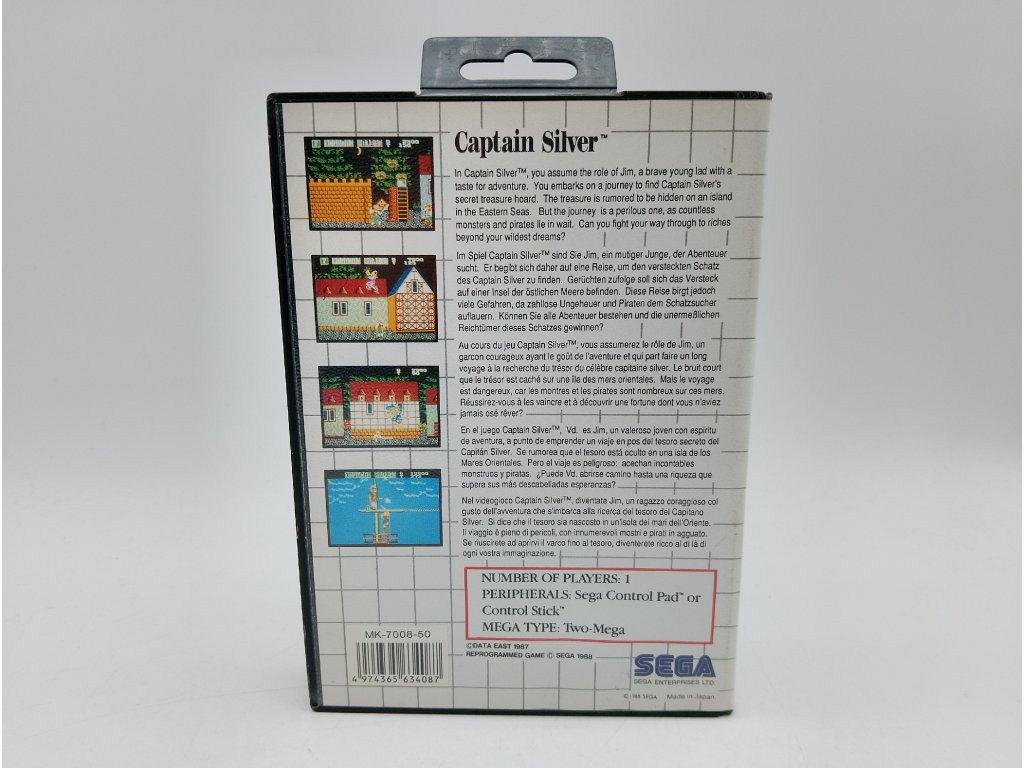 Captain Silver™
In Captain Silver™, you assume the role of Jim, a brave young lad with a
taste for adventure. You embarks on a journey to find Captain Silver's
secret treasure hoard. The treasure is rumored to be hidden on an island
in the Eastern Seas. But the journey is a perilous one, as countless
monsters and pirates lie in wait. Can you fight your way through to riches
beyond your wildest dreams?
Im Spiel Captain Silver™ sind Sie Jim, ein mutiger Junge, der Abenteuer
sucht. Er begibt sich daher auf eine Reise, um den versteckten Schatz
des Captain Silver zu finden. Gerüchten zufolge soll sich das Versteck
auf einer Insel der östlichen Meere befinden. Diese Reise birgt jedoch
viele Gefahren, da zahllose Ungeheuer und Piraten dem Schatzsucher
auflauern. Können Sie alle Abenteuer bestehen und die unermeßlichen
Reichtümer dieses Schatzes gewinnen?
Au cours du jeu Captain Silver™, vous assumerez le rôle de Jim, un
garcon courageux ayant le goût de l'aventure et qui part faire un long
voyage à la recherche du trésor du célèbre capitaine silver. Le bruit court
que le trésor est caché sur une île des mers orientales. Mais le voyage
est dangereux, car les montres et les pirates sont nombreux sur ces mers.
Réussirez-vous à les vaincre et à découvrir une fortune dont vous n'aviez
jamais osé rêver?
En el juego Captain Silver™, Vd. es Jim, un valeroso joven con espiritu
de aventura, a punto de emprender un viaje en pos del tesoro secreto del
Capitán Silver. Se rumorea que el tesoro está oculto en una isla de los
Mares Orientales. Pero el viaje es peligroso: acechan incontables
monstruos y piratas. ¿Puede Vd. abrirse camino hasta una riqueza que
supera sus más descabelladas esperanzas?
Nel videogioco Captain Silver™, diventate Jim, un ragazzo coraggioso col
gusto dell'avventura che s'imbarca alla ricerca del tesoro del Capitano
Silver. Si dice che il tesoro sia nascosto in un'isola dei mari dell'Oriente.
Il viaggio è pieno di pericoli, con innumerevoli mostri e pirati in agguato.
Se riuscirete ad aprirvi il varco fino al tesoro, diventerete ricco al di là di
ogni vostra immaginazione.
NUMBER OF PLAYERS: 1
PERIPHERALS: Sega Control Pad™ or
Control Stick™
MEGA TYPE: Two-Mega
©DATA EAST 1987
REPROGRAMMED GAME © SEGA 1988
MK-7008-50
4 974365 634087
SEGA
SEGA ENTERPRISES LTD.
© 1988 SEGA Made in Japan